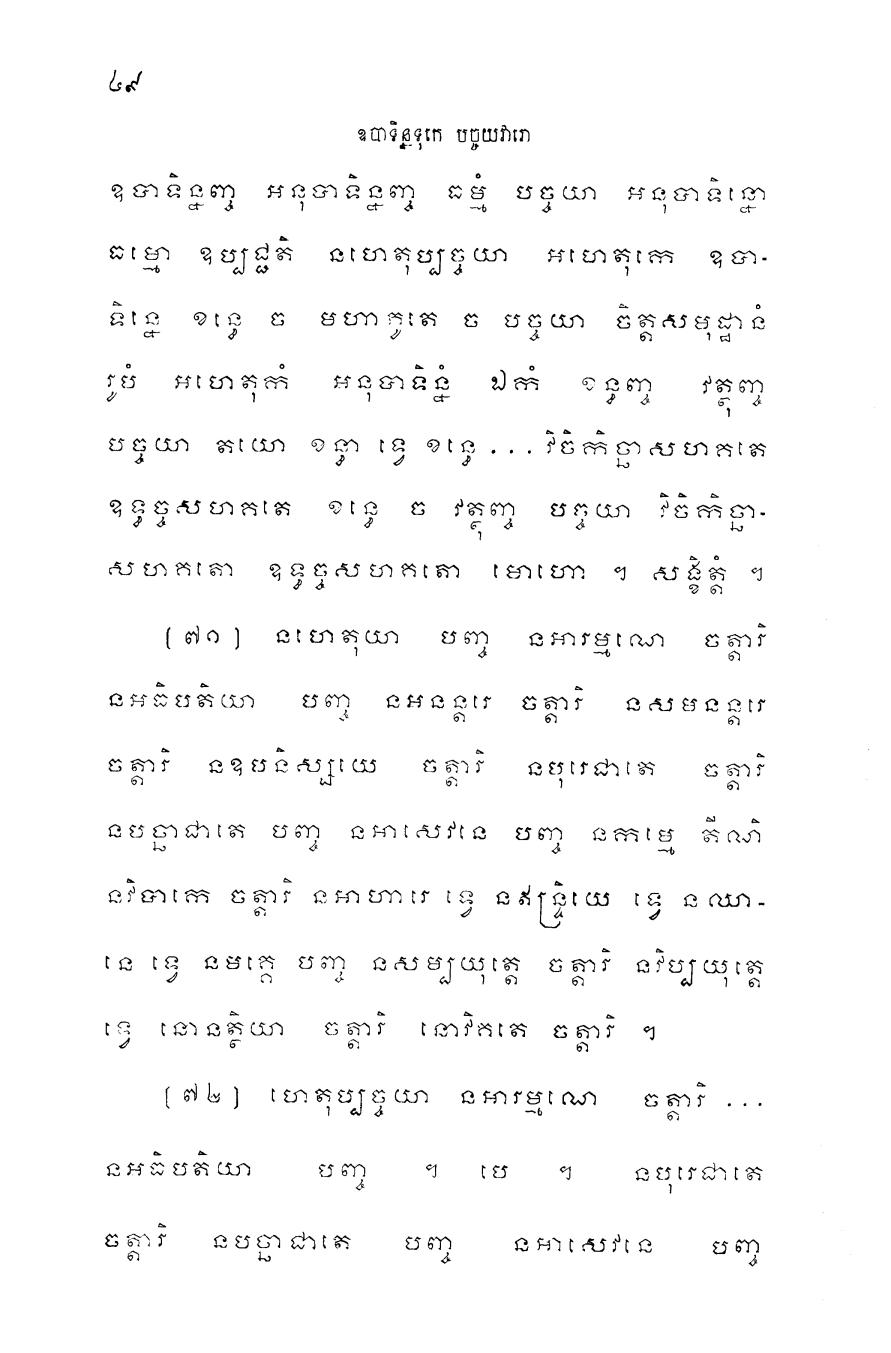 ៤៩
ឧបាទិន្នទុកេ បច្ចយវារោ
ឧបាទិន្នញ្ច អនុបាទិន្នញ្ច ធម្មំ បច្ចយា អនុបាទិន្នោ
ធម្មោ ឧប្បជ្ជតិ នហេតុប្បច្ចយា អហេតុកេ ឧបា-
ទិន្នេ ខន្ធេ ច មហាភូតេ ច បច្ចយា ចិត្តសមុដ្ឋានំ
រូបំ អហេតុកំ អនុបាទិន្នំ ឯកំ ខន្ធញ្ច វត្ថុញ្ច
បច្ចយា តយោ ខន្ធា ទ្វេ ខន្ធេ ... វិចិកិច្ឆាសហគតេ
ឧទ្ធច្ចសហគតេ ខន្ធេ ច វត្ថុញ្ច បច្ចយា វិចិកិច្ឆា-
សហគតោ ឧទ្ធច្ចសហគតោ មោហោ ។ សង្ខិត្តំ ។
(៧១) នហេតុយា បញ្ច នអារម្មណេ ចត្តារិ
នអធិបតិយា បញ្ច នអនន្តរេ ចត្តារិ នសមនន្តរេ
ចត្តារិ នឧបនិស្សយេ ចត្តារិ នបុរេជាតេ ចត្តារិ
នបច្ឆាជាតេ បញ្ច នអាសេវនេ បញ្ច នកម្មេ តីណិ
នវិបាកេ ចត្តារិ នអាហារេ ទ្វេ នឥន្ទ្រិយេ ទ្វេ នឈា-
នេ ទ្វេ នមគ្គេ បញ្ច នសម្បយុត្តេ ចត្តារិ នវិប្បយុត្តេ
ទ្វេ នោនត្ថិយា ចត្តារិ នោវិគតេ ចត្តារិ ។
(៧២) ហេតុប្បច្ចយា នអារម្មណេ ចត្តារិ ...
នអធិបតិយា បញ្ច ។ បេ ។ នបុរេជាតេ
ចត្តារិ នបច្ឆាជាតេ បញ្ច នអាសេវនេ បញ្ច